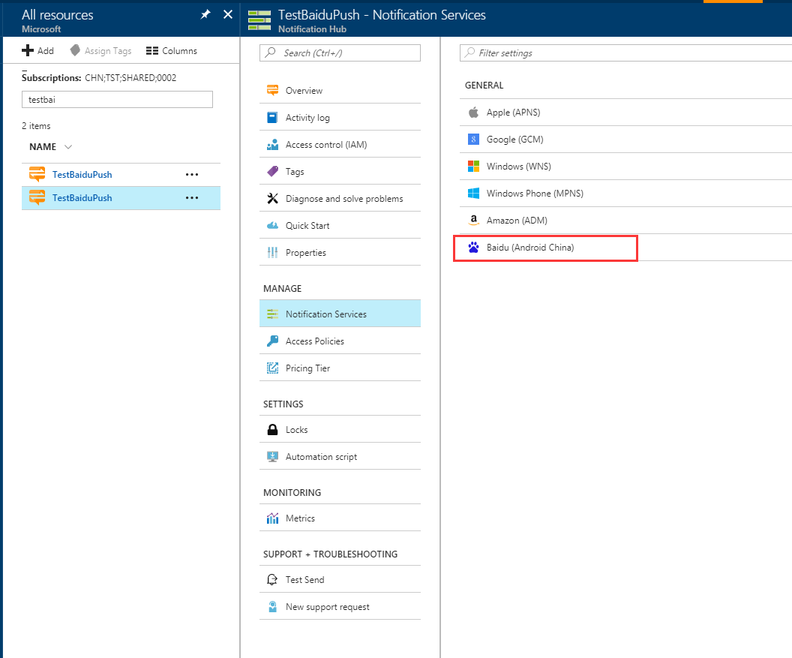 All resources
Microsoft
Add Assign Tags Columns
Subscriptions: CHN;TST;SHARED;0002
testbai
2 items
NAME
TestBaiduPush ...
TestBaiduPush ...
TestBaiduPush - Notification Services
Notification Hub
Search (Ctrl+/)
Overview
Activity log
Access control (IAM)
Tags
Diagnose and solve problems
Quick Start
Properties
MANAGE
Notification Services
Access Policies
Pricing Tier
SETTINGS
Locks
Automation script
MONITORING
Metrics
SUPPORT + TROUBLESHOOTING
Test Send
New support request
Filter settings
GENERAL
Apple (APNS)
Google (GCM)
Windows (WNS)
Windows Phone (MPNS)
Amazon (ADM)
Baidu (Android China)